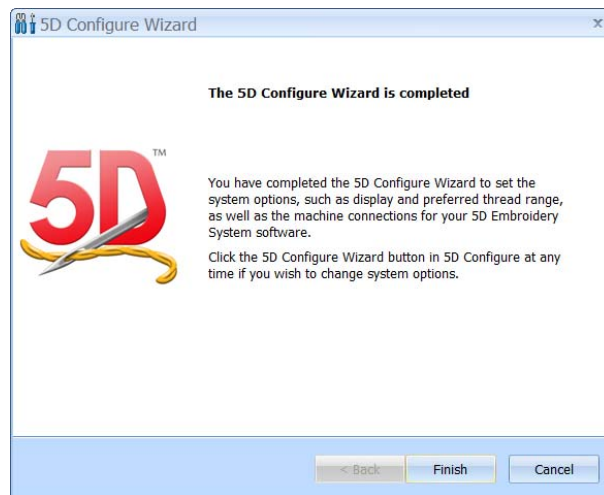 5D Configure Wizard
x
The 5D Configure Wizard is completed
5D™
You have completed the 5D Configure Wizard to set the
system options, such as display and preferred thread range,
as well as the machine connections for your 5D Embroidery
System software.
Click the 5D Configure Wizard button in 5D Configure at any
time if you wish to change system options.
< Back
Finish
Cancel